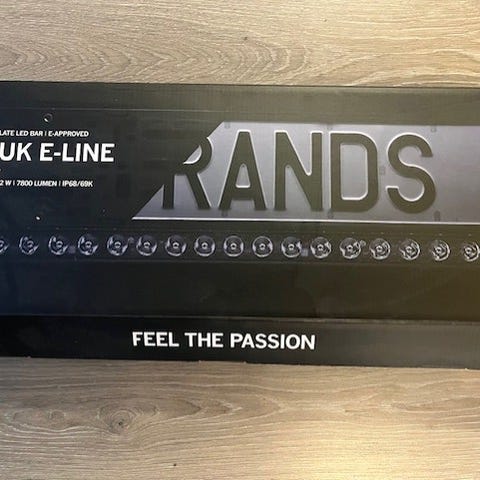 LATE LED BAR | E-APPROVED
UK E-LINE
2 W | 7800 LUMEN | IP68/69K
RANDS
FEEL THE PASSION